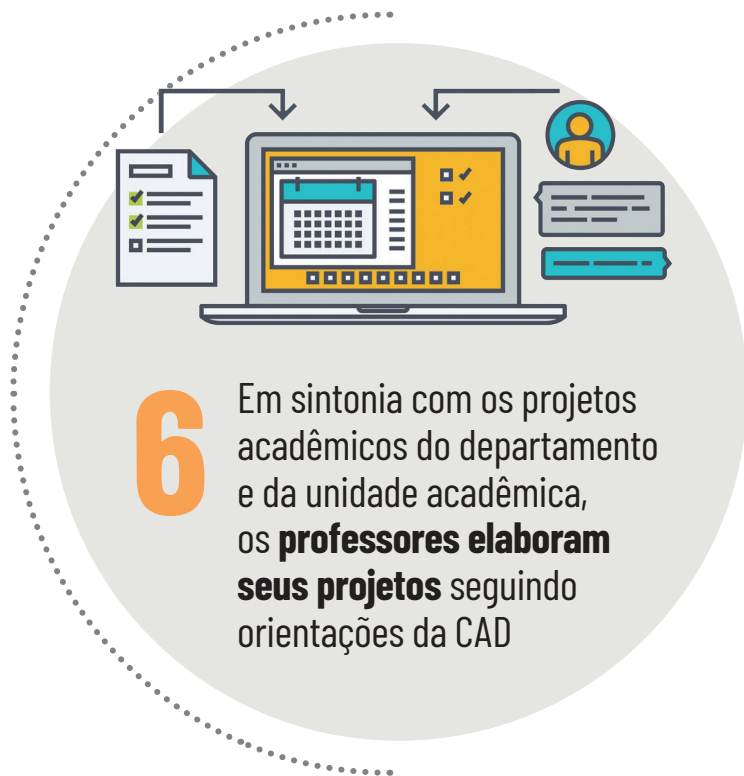 6
Em sintonia com os projetos
acadêmicos do departamento
e da unidade acadêmica,
os professores elaboram
seus projetos seguindo
orientações da CAD